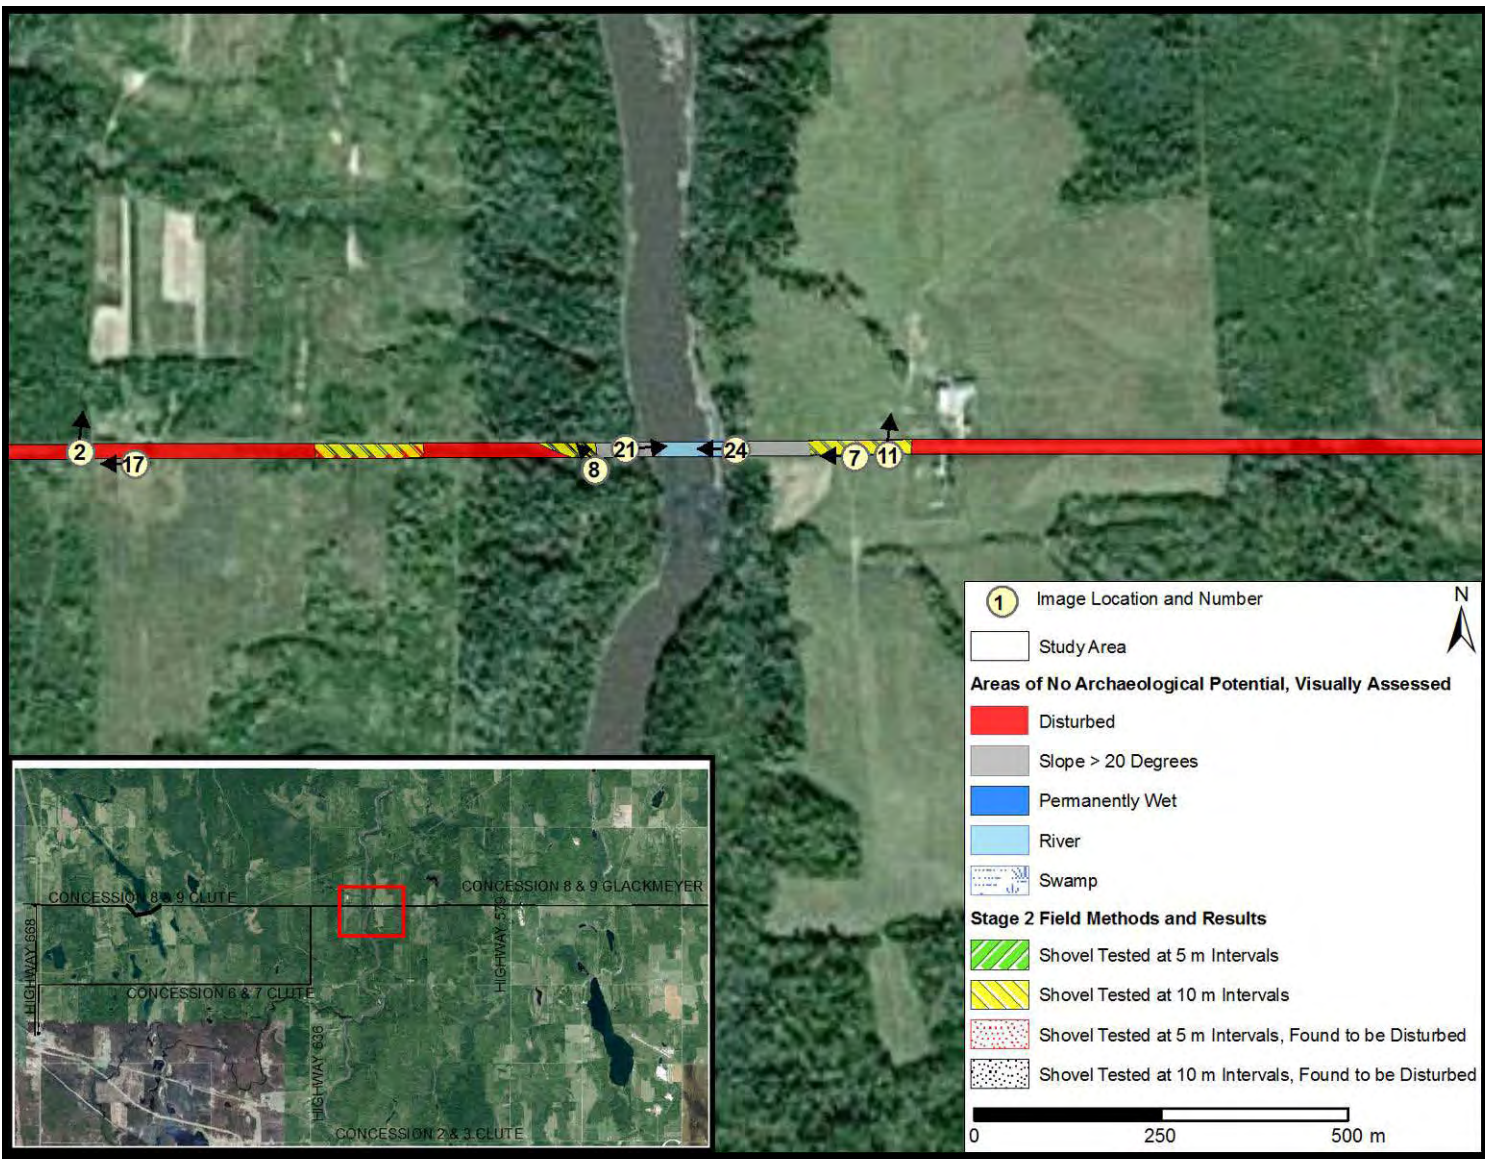 2
17
8
21
24
7
11
1 Image Location and Number
N
Study Area
Areas of No Archaeological Potential, Visually Assessed
Disturbed
Slope > 20 Degrees
Permanently Wet
River
Swamp
Stage 2 Field Methods and Results
Shovel Tested at 5 m Intervals
Shovel Tested at 10 m Intervals
Shovel Tested at 5 m Intervals, Found to be Disturbed
Shovel Tested at 10 m Intervals, Found to be Disturbed
0 250 500 m
CONCESSION 8 & 9 CLUTE
CONCESSION 8 & 9 GLACKMEYER
HIGHWAY 668
HIGHWAY 579
CONCESSION 6 & 7 CLUTE
HIGHWAY 636
CONCESSION 2 & 3 CLUTE